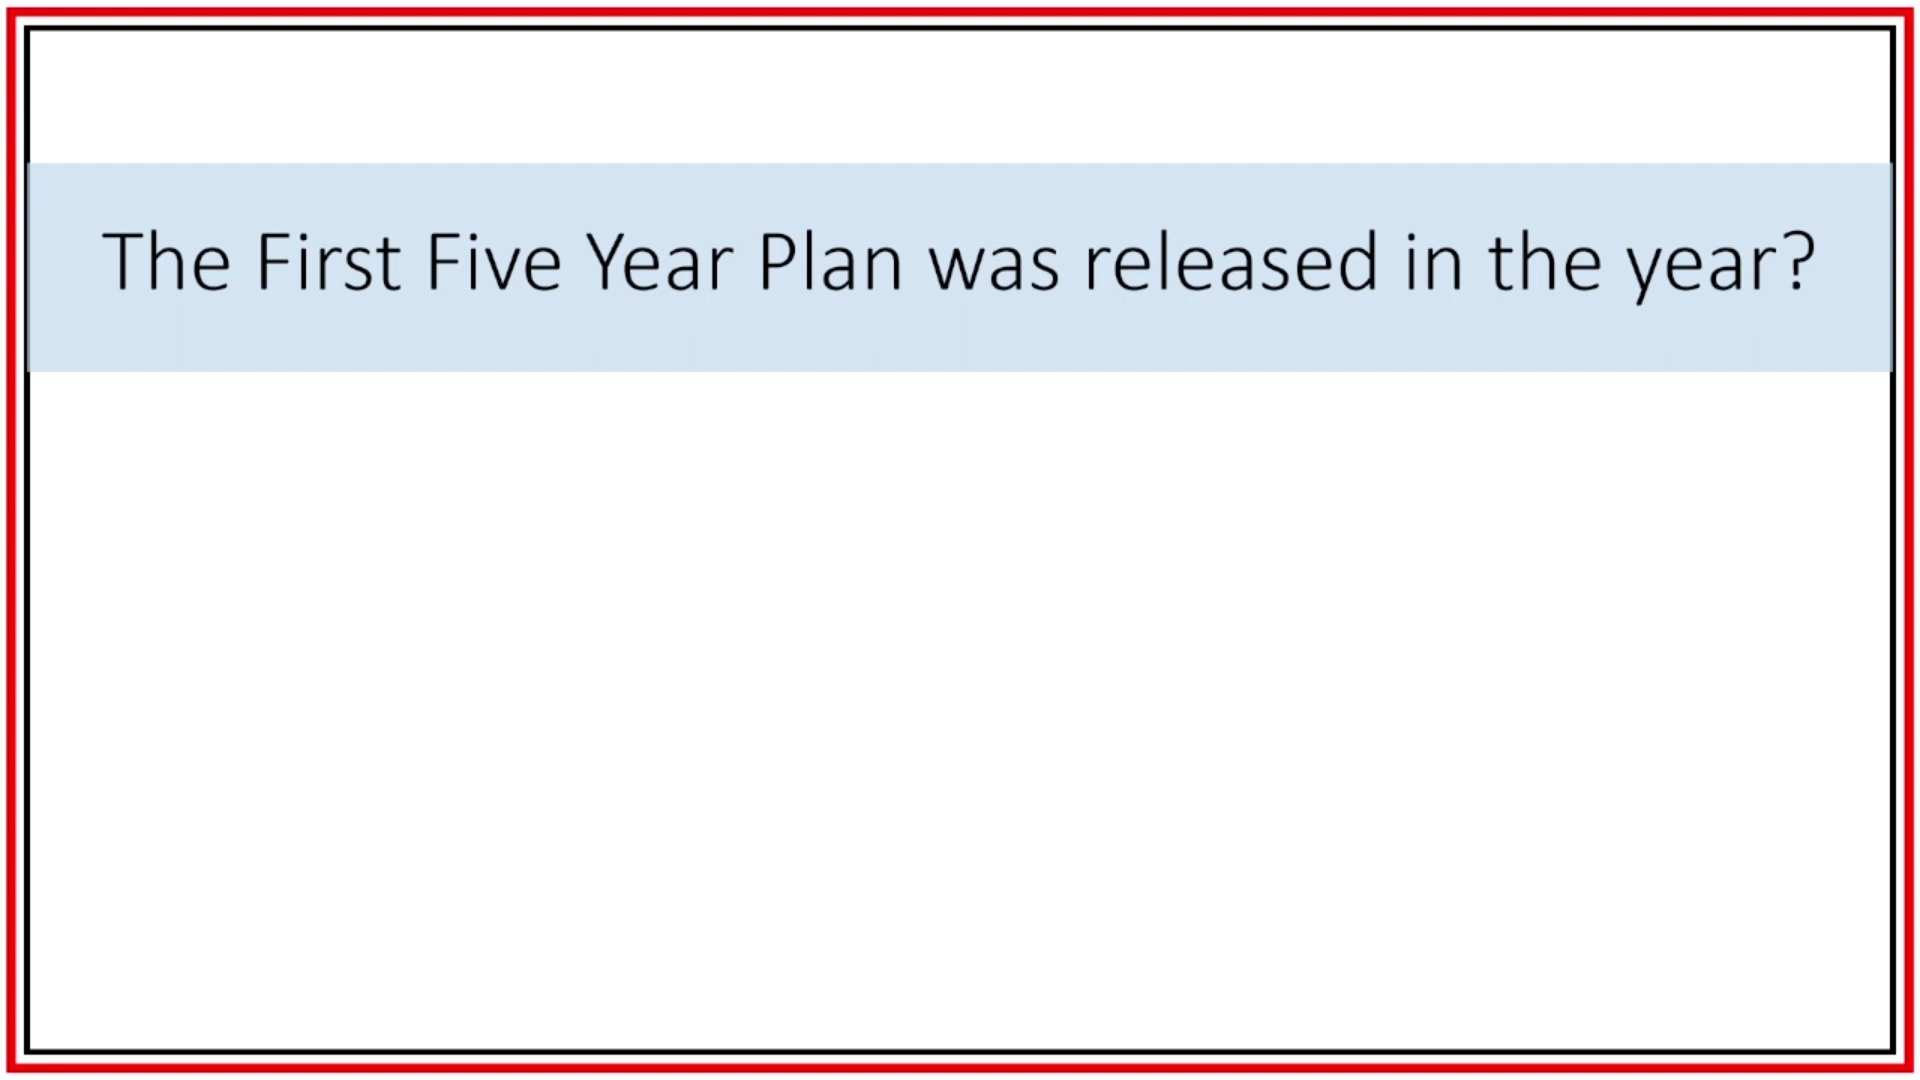 The First Five Year Plan was released in the year?